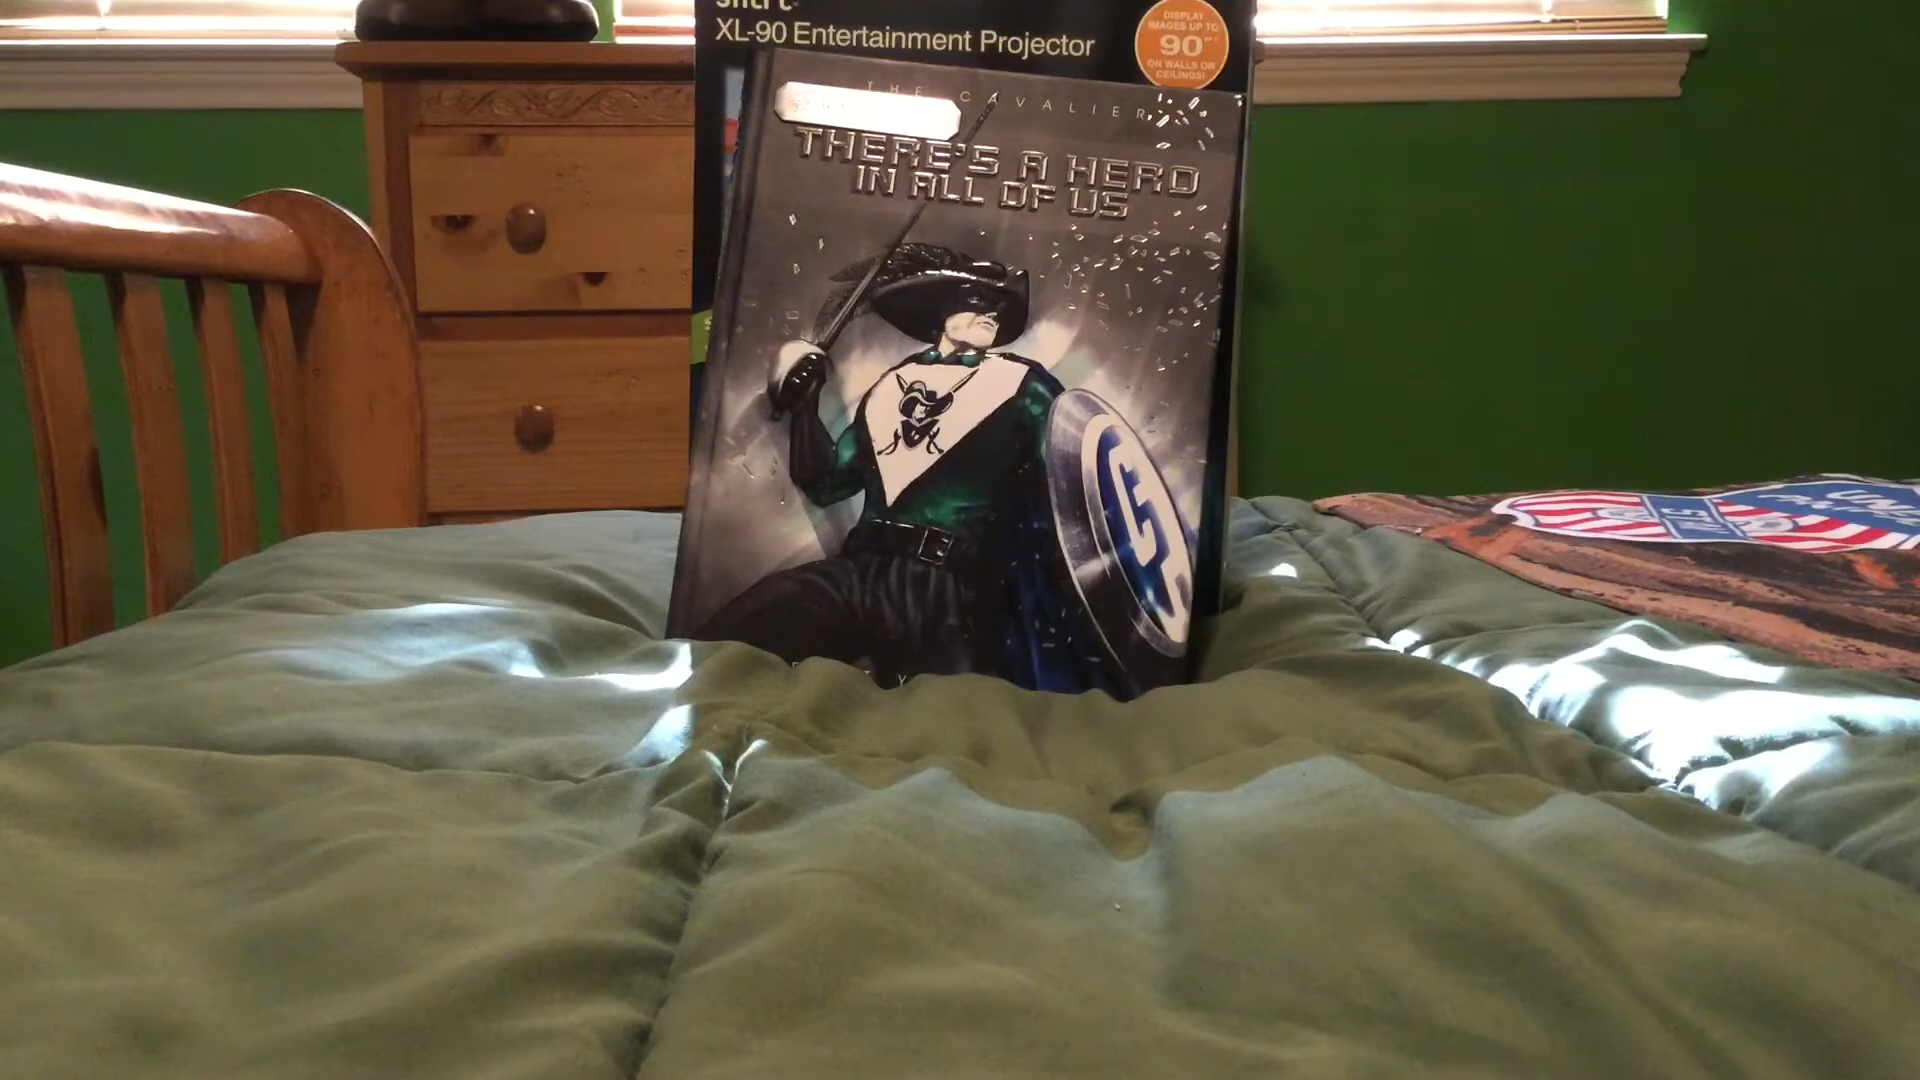 XL-90 Entertainment Projector
DISPLAY
IMAGES UP TO
90"
ON WALLS OR
CEILINGS!
THE CAVALIER
THERE'S A HERO
IN ALL OF US
C